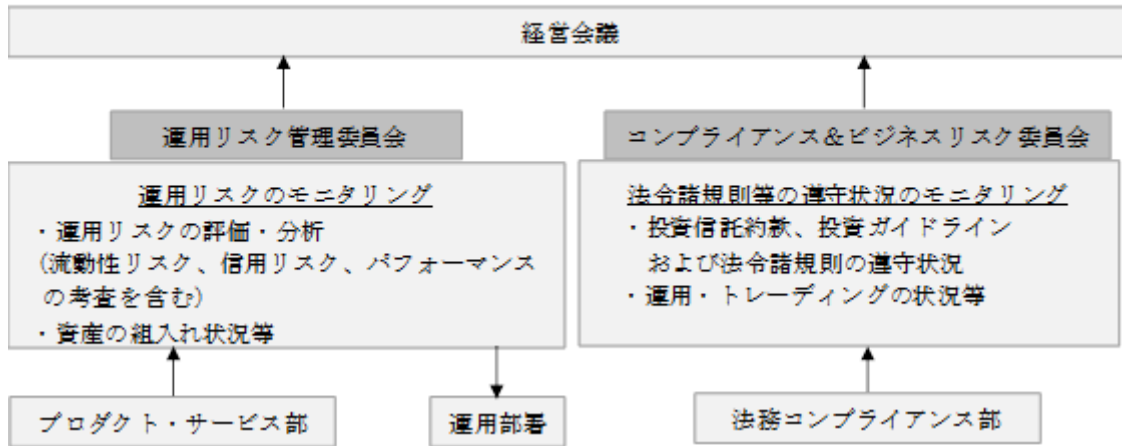 経営会議
運用リスク管理委員会
運用リスクのモニタリング
・運用リスクの評価・分析
(流動性リスク、信用リスク、パフォーマンス
の考査を含む)
・資産の組入れ状況等
コンプライアンス＆ビジネスリスク委員会
法令諸規則等の遵守状況のモニタリング
・投資信託約款、投資ガイドライン
および法令諸規則の遵守状況
・運用・トレーディングの状況等
プロダクト・サービス部
運用部署
法務コンプライアンス部